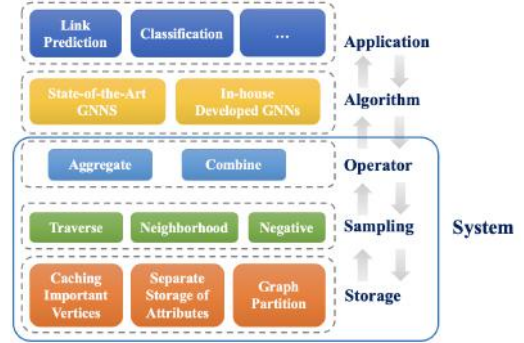 Link
Prediction
Classification
...
Application
State-of-the-Art
GNNS
In-house
Developed GNNs
Algorithm
Aggregate
Combine
Operator
Traverse
Neighborhood
Negative
Sampling
System
Caching
Important
Vertices
Separate
Storage of
Attributes
Graph
Partition
Storage